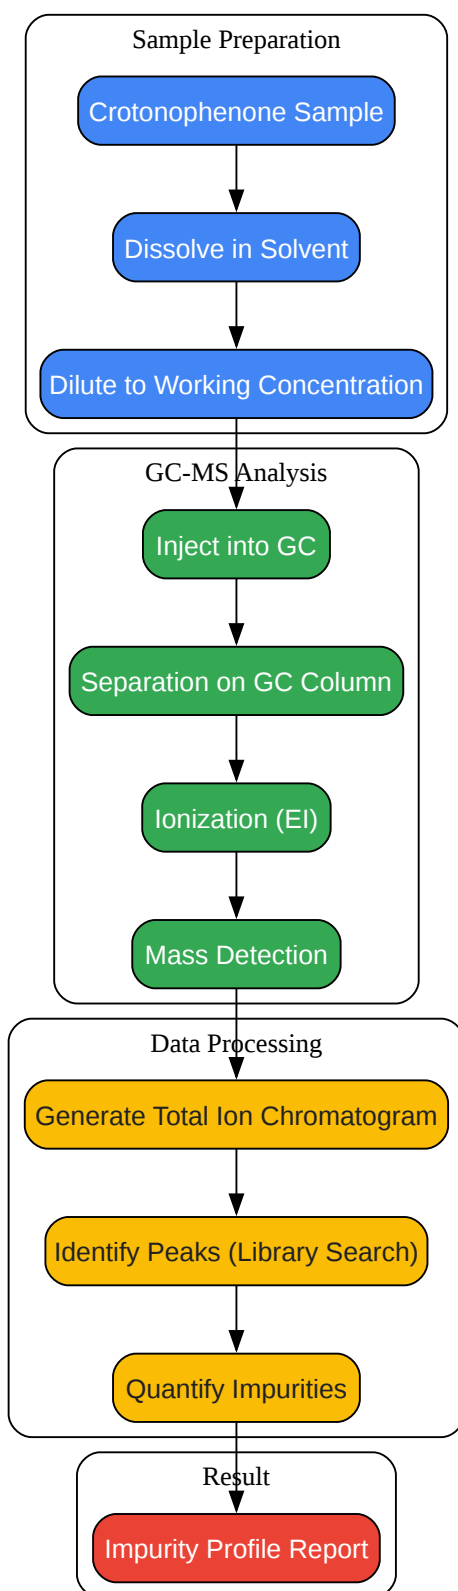 Sample Preparation
Crotonophenone Sample
Dissolve in Solvent
Dilute to Working Concentration
GC-MS Analysis
Inject into GC
Separation on GC Column
Ionization (EI)
Mass Detection
Data Processing
Generate Total Ion Chromatogram
Identify Peaks (Library Search)
Quantify Impurities
Result
Impurity Profile Report